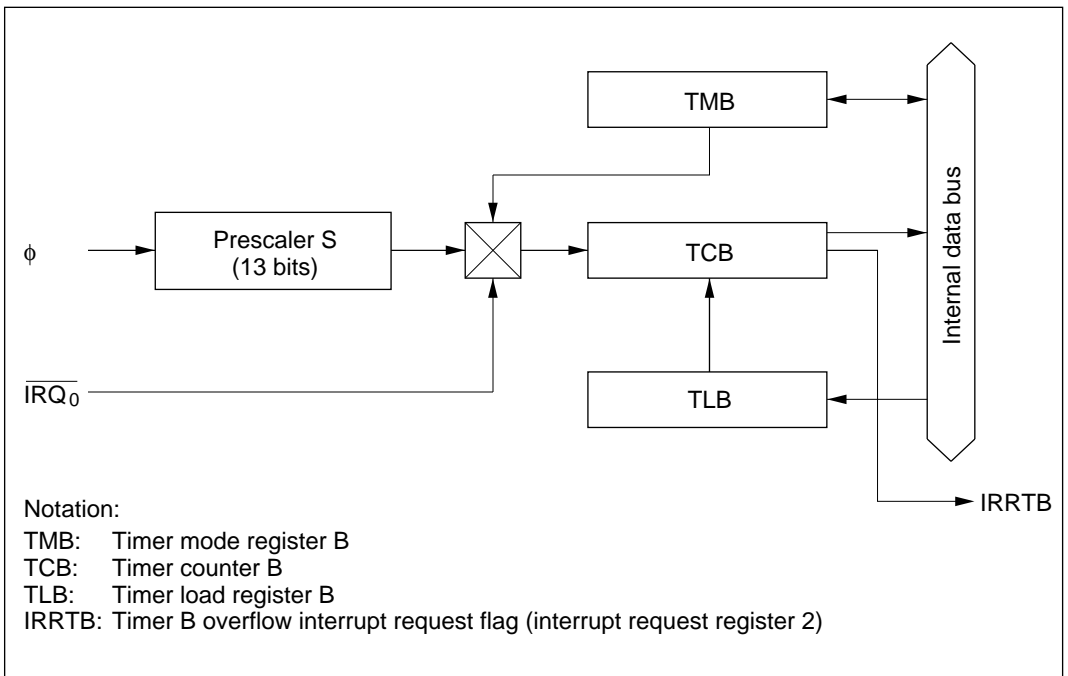 TMB
Internal data bus
ϕ
Prescaler S
(13 bits)
TCB
I̅R̅Q̅₀
TLB
IRRTB
Notation:
TMB: Timer mode register B
TCB: Timer counter B
TLB: Timer load register B
IRRTB: Timer B overflow interrupt request flag (interrupt request register 2)